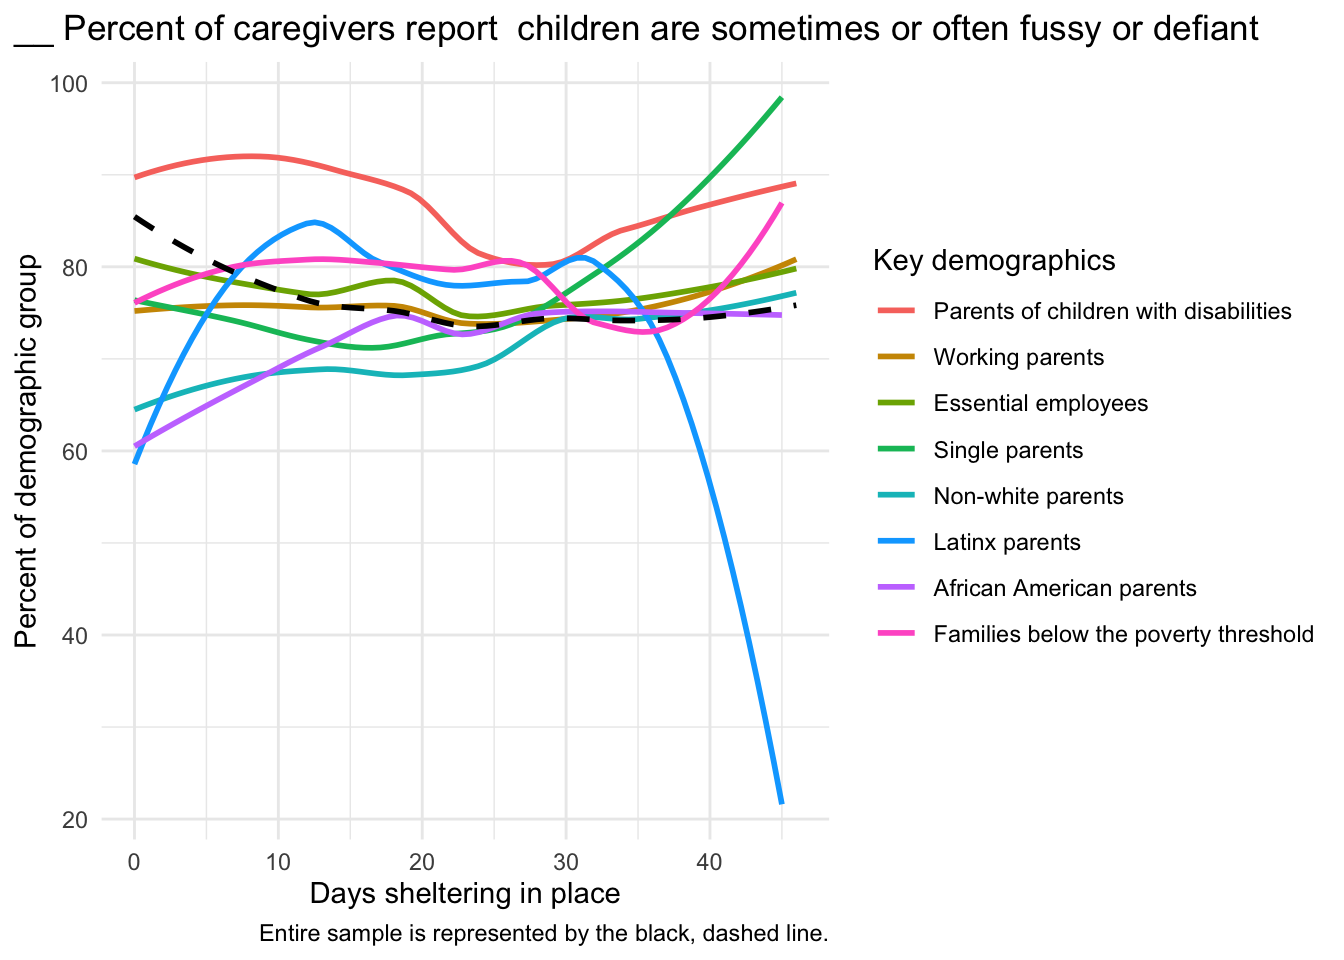 __ Percent of caregivers report  children are sometimes or often fussy or defiant
100
80
60
40
20
Percent of demographic group
0 10 20 30 40
Days sheltering in place
Entire sample is represented by the black, dashed line.
Key demographics
Parents of children with disabilities
Working parents
Essential employees
Single parents
Non-white parents
Latinx parents
African American parents
Families below the poverty threshold